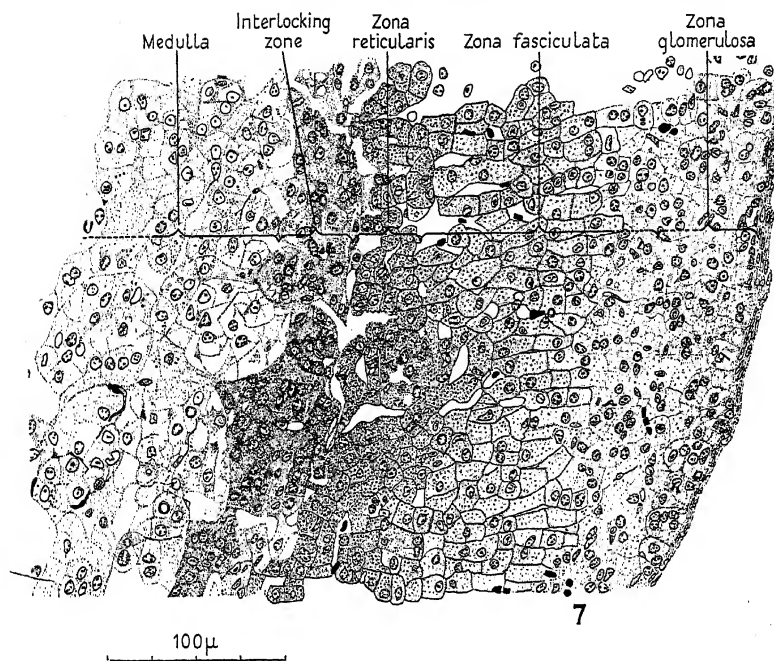 Medulla
Interlocking
zone
Zona
reticularis
Zona fasciculata
Zona
glomerulosa
7
100μ